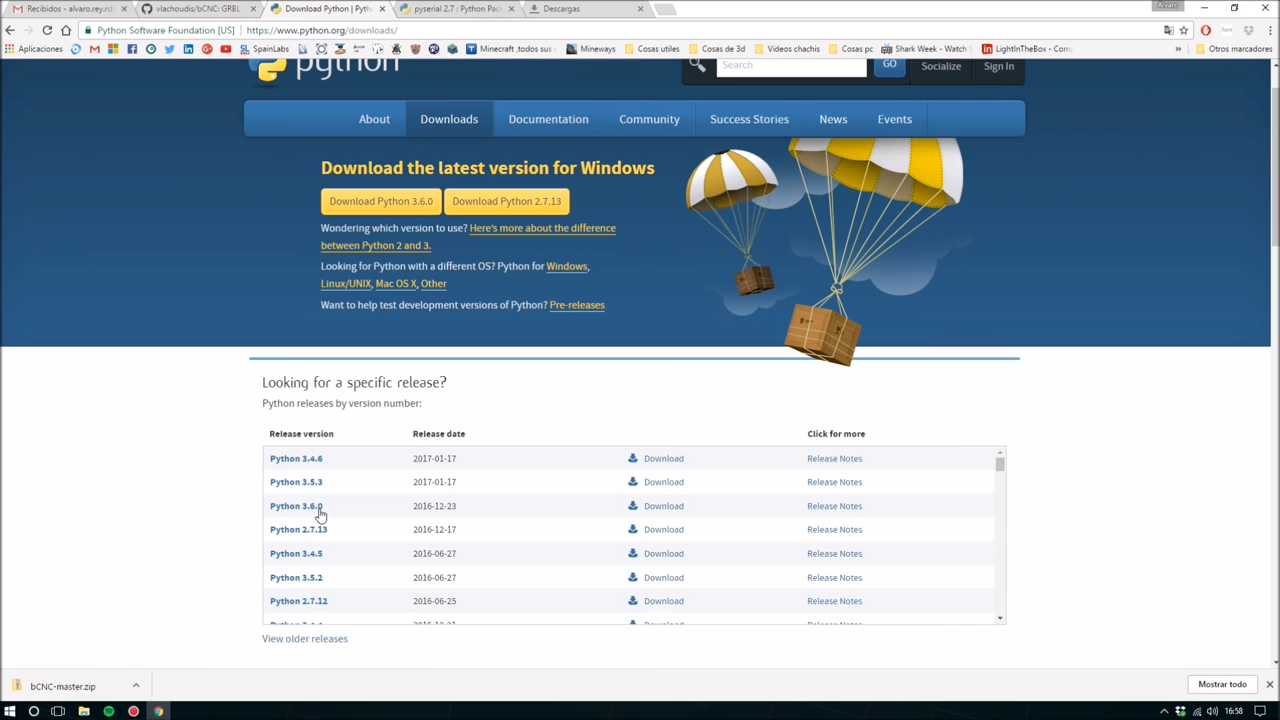 Recibidos - alvaro.rey.rd
vlachoudis/bCNC: GRBL
Download Python | Pyth
pyserial 2.7 : Python Pac
Descargas
Alvaro
Python Software Foundation [US]
https://www.python.org/downloads/
Aplicaciones
SpainLabs
Minecraft ,todos sus
Mineways
Cosas utiles
Cosas de 3d
Videos chachis
Cosas pc
Shark Week - Watch
LightInTheBox - Com
»
Otros marcadores
python
Search
GO
Socialize
Sign In
About
Downloads
Documentation
Community
Success Stories
News
Events
Download the latest version for Windows
Download Python 3.6.0
Download Python 2.7.13
Wondering which version to use? Here's more about the difference
between Python 2 and 3.
Looking for Python with a different OS? Python for Windows,
Linux/UNIX, Mac OS X, Other
Want to help test development versions of Python? Pre-releases
Looking for a specific release?
Python releases by version number:
Release version Release date Click for more
Python 3.4.6 2017-01-17 Download Release Notes
Python 3.5.3 2017-01-17 Download Release Notes
Python 3.6.0 2016-12-23 Download Release Notes
Python 2.7.13 2016-12-17 Download Release Notes
Python 3.4.5 2016-06-27 Download Release Notes
Python 3.5.2 2016-06-27 Download Release Notes
Python 2.7.12 2016-06-25 Download Release Notes
View older releases
bCNC-master.zip
Mostrar todo
16:58